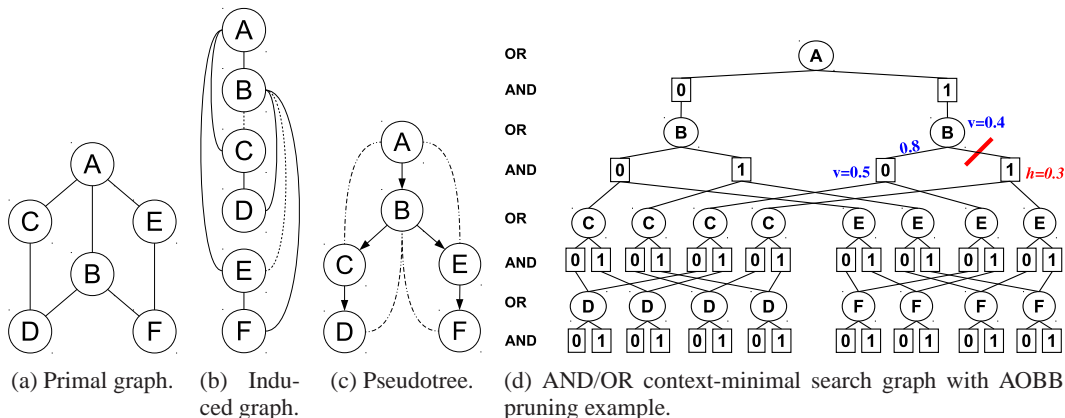 A
C
E
B
D
F
(a) Primal graph.
A
B
C
D
E
F
(b) Indu-
ced graph.
A
B
C
E
D
F
(c) Pseudotree.
OR A
AND 0 1
OR B B v=0.4
0.8
AND 0 1 v=0.5 0 1 h=0.3
OR C C C C E E E E
AND 0 1 0 1 0 1 0 1 0 1 0 1 0 1 0 1
OR D D D D F F F F
AND 0 1 0 1 0 1 0 1 0 1 0 1 0 1 0 1
(d) AND/OR context-minimal search graph with AOBB
pruning example.